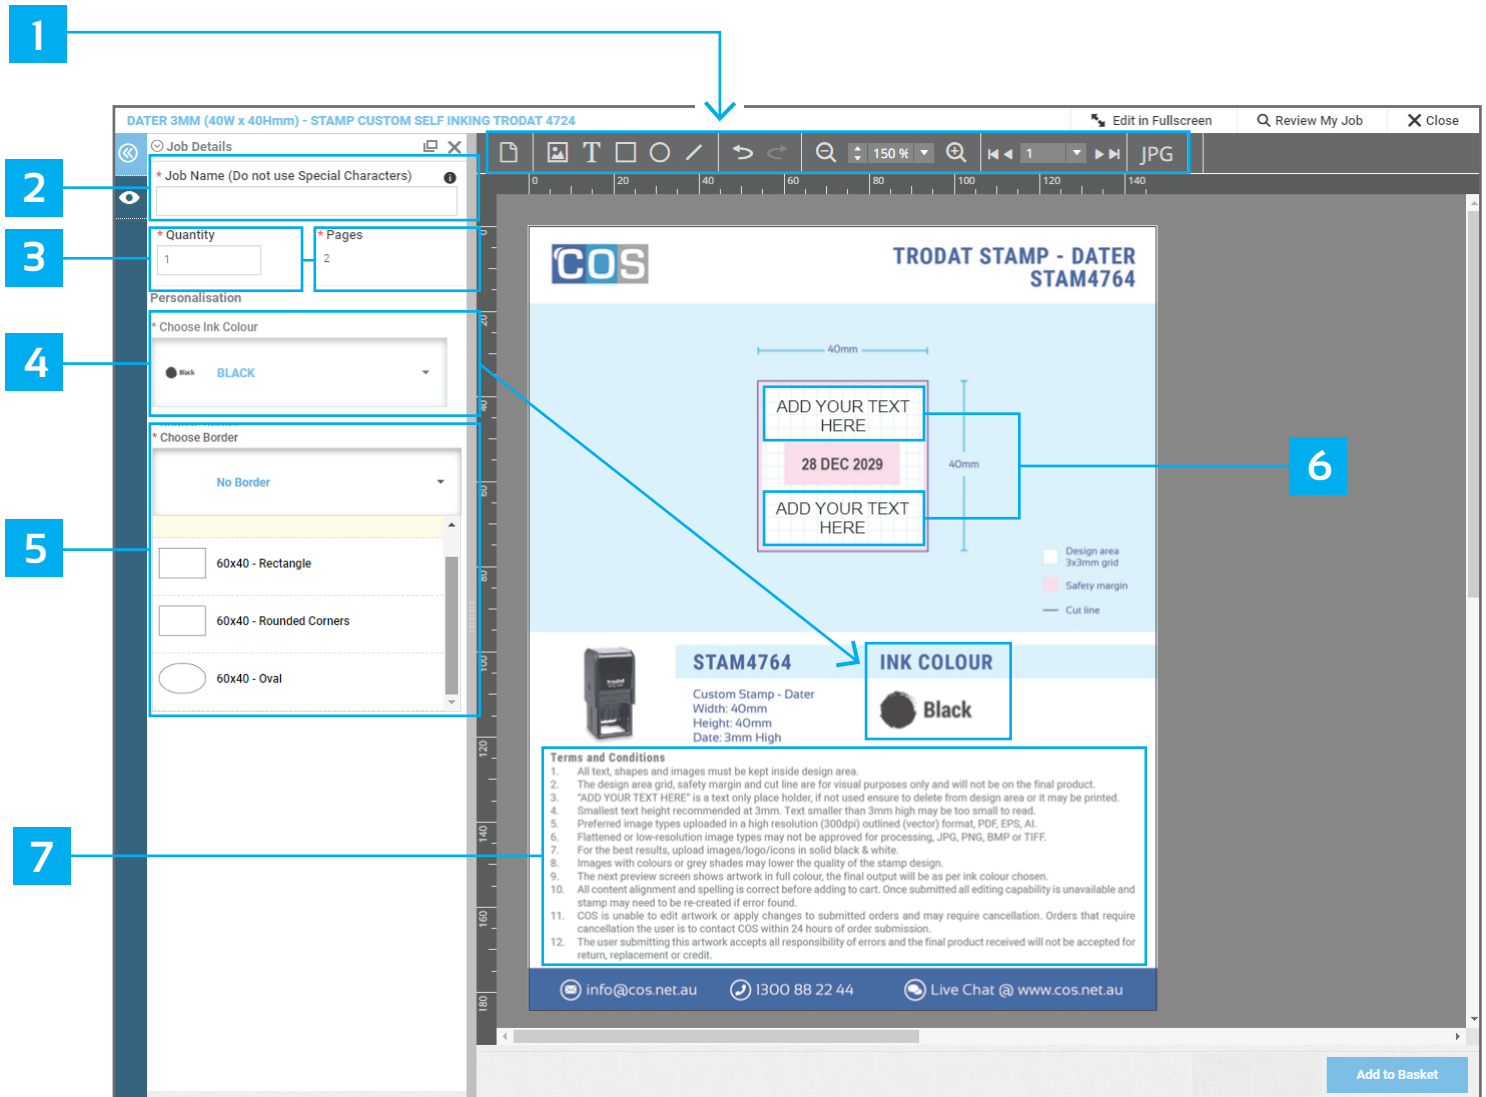 1
DATER 3MM (40W x 40Hmm) - STAMP CUSTOM SELF INKING TRODAT 4724
Edit in Fullscreen
Review My Job
Close
Job Details
150 %
1
JPG
2
* Job Name (Do not use Special Characters)
0 20 40 60 80 100 120 140
3
* Quantity
1
* Pages
2
Personalisation
4
* Choose Ink Colour
Black
BLACK
5
* Choose Border
No Border
60x40 - Rectangle
60x40 - Rounded Corners
60x40 - Oval
0
20
40
60
80
100
120
140
160
180
COS
TRODAT STAMP - DATER
STAM4764
40mm
ADD YOUR TEXT
HERE
28 DEC 2029
40mm
ADD YOUR TEXT
HERE
6
Design area
3x3mm grid
Safety margin
Cut line
trodat
STAM4764
Custom Stamp - Dater
Width: 40mm
Height: 40mm
Date: 3mm High
INK COLOUR
Black
7
Terms and Conditions
1. All text, shapes and images must be kept inside design area.
2. The design area grid, safety margin and cut line are for visual purposes only and will not be on the final product.
3. “ADD YOUR TEXT HERE” is a text only place holder, if not used ensure to delete from design area or it may be printed.
4. Smallest text height recommended at 3mm. Text smaller than 3mm high may be too small to read.
5. Preferred image types uploaded in a high resolution (300dpi) outlined (vector) format, PDF, EPS, AI.
6. Flattened or low-resolution image types may not be approved for processing, JPG, PNG, BMP or TIFF.
7. For the best results, upload images/logo/icons in solid black & white.
8. Images with colours or grey shades may lower the quality of the stamp design.
9. The next preview screen shows artwork in full colour, the final output will be as per ink colour chosen.
10. All content alignment and spelling is correct before adding to cart. Once submitted all editing capability is unavailable and
stamp may need to be re-created if error found.
11. COS is unable to edit artwork or apply changes to submitted orders and may require cancellation. Orders that require
cancellation the user is to contact COS within 24 hours of order submission.
12. The user submitting this artwork accepts all responsibility of errors and the final product received will not be accepted for
return, replacement or credit.
info@cos.net.au
1300 88 22 44
Live Chat @ www.cos.net.au
Add to Basket